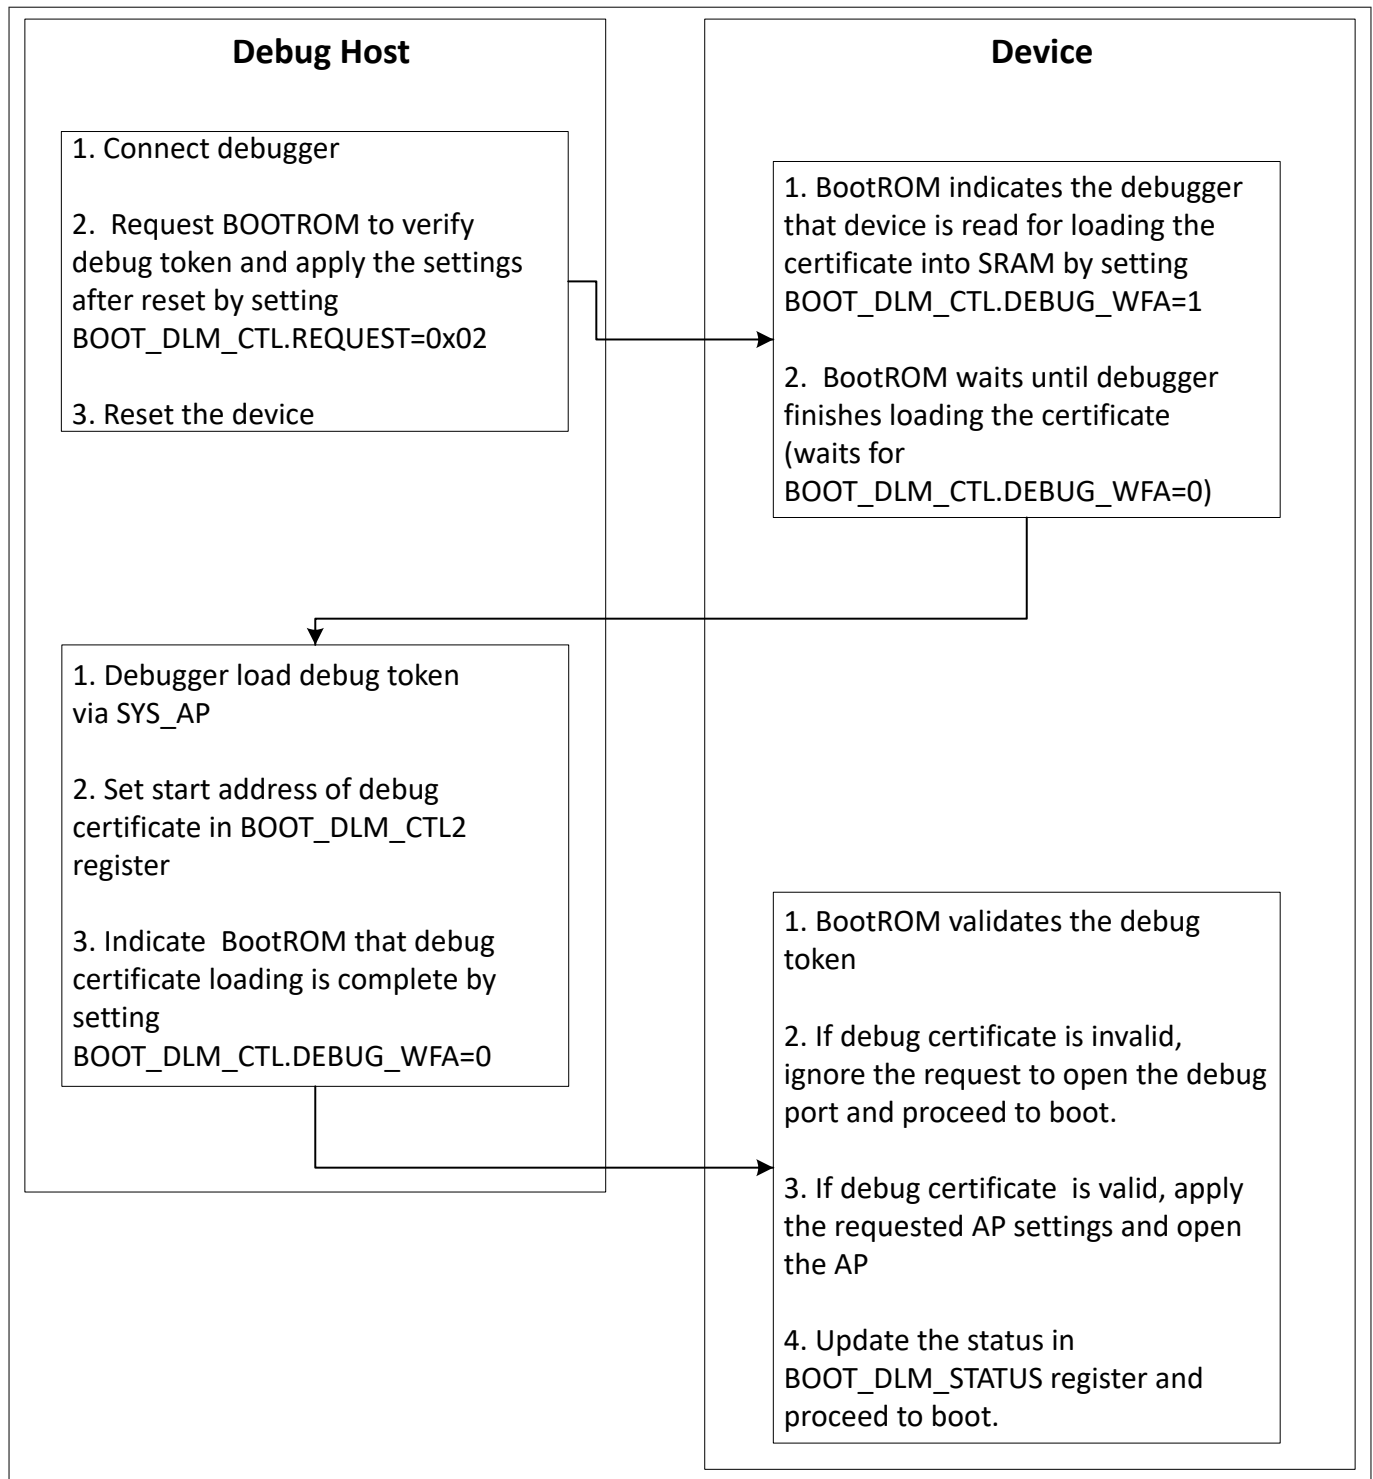 Debug Host
1. Connect debugger
2.  Request BOOTROM to verify
debug token and apply the settings
after reset by setting
BOOT_DLM_CTL.REQUEST=0x02
3. Reset the device
Device
1. BootROM indicates the debugger
that device is read for loading the
certificate into SRAM by setting
BOOT_DLM_CTL.DEBUG_WFA=1
2.  BootROM waits until debugger
finishes loading the certificate
(waits for
BOOT_DLM_CTL.DEBUG_WFA=0)
1. Debugger load debug token
via SYS_AP
2. Set start address of debug
certificate in BOOT_DLM_CTL2
register
3. Indicate  BootROM that debug
certificate loading is complete by
setting
BOOT_DLM_CTL.DEBUG_WFA=0
1. BootROM validates the debug
token
2. If debug certificate is invalid,
ignore the request to open the debug
port and proceed to boot.
3. If debug certificate  is valid, apply
the requested AP settings and open
the AP
4. Update the status in
BOOT_DLM_STATUS register and
proceed to boot.